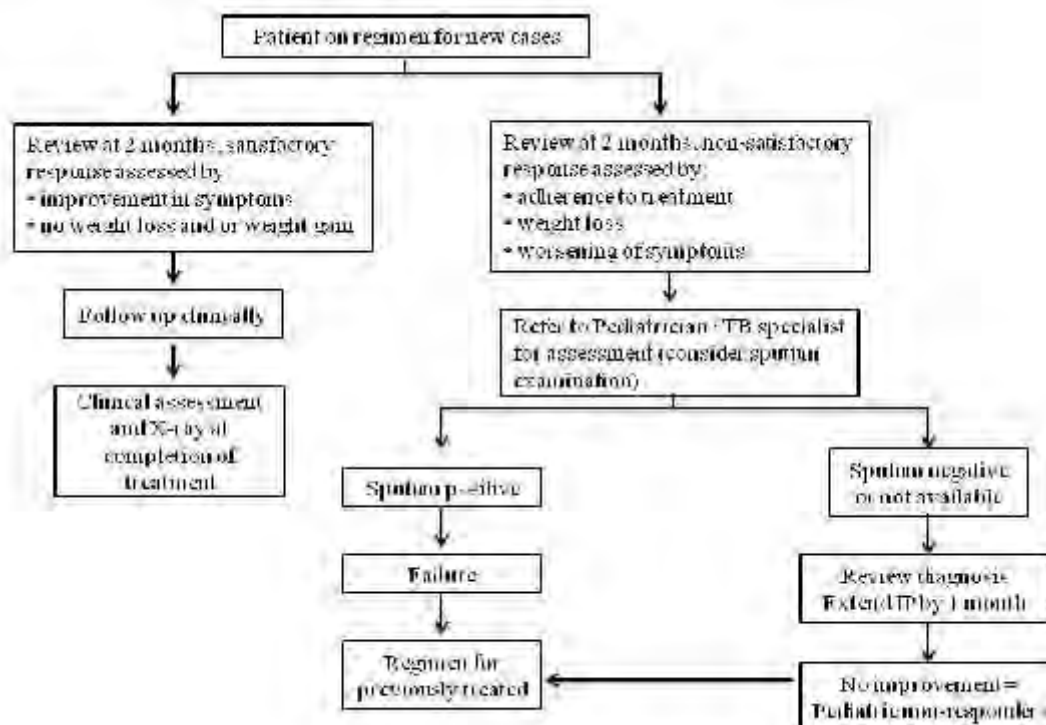 Patient on regimen for new cases
Review at 2 months, satisfactory
response assessed by
• improvement in symptoms
• no weight loss and or weight gain
Follow up clinically
Clinical assessment
and X-ray at
completion of
treatment
Review at 2 months, non-satisfactory
response assessed by:
• adherence to treatment
• weight loss
• worsening of symptoms
Refer to Pediatrician TB specialist
for assessment (consider sputum
examination)
Sputum positive
Failure
Regimen for
previously treated
Sputum negative
or not available
Review diagnosis
Extend IP by 1 month
No improvement =
Pediatric non-responder